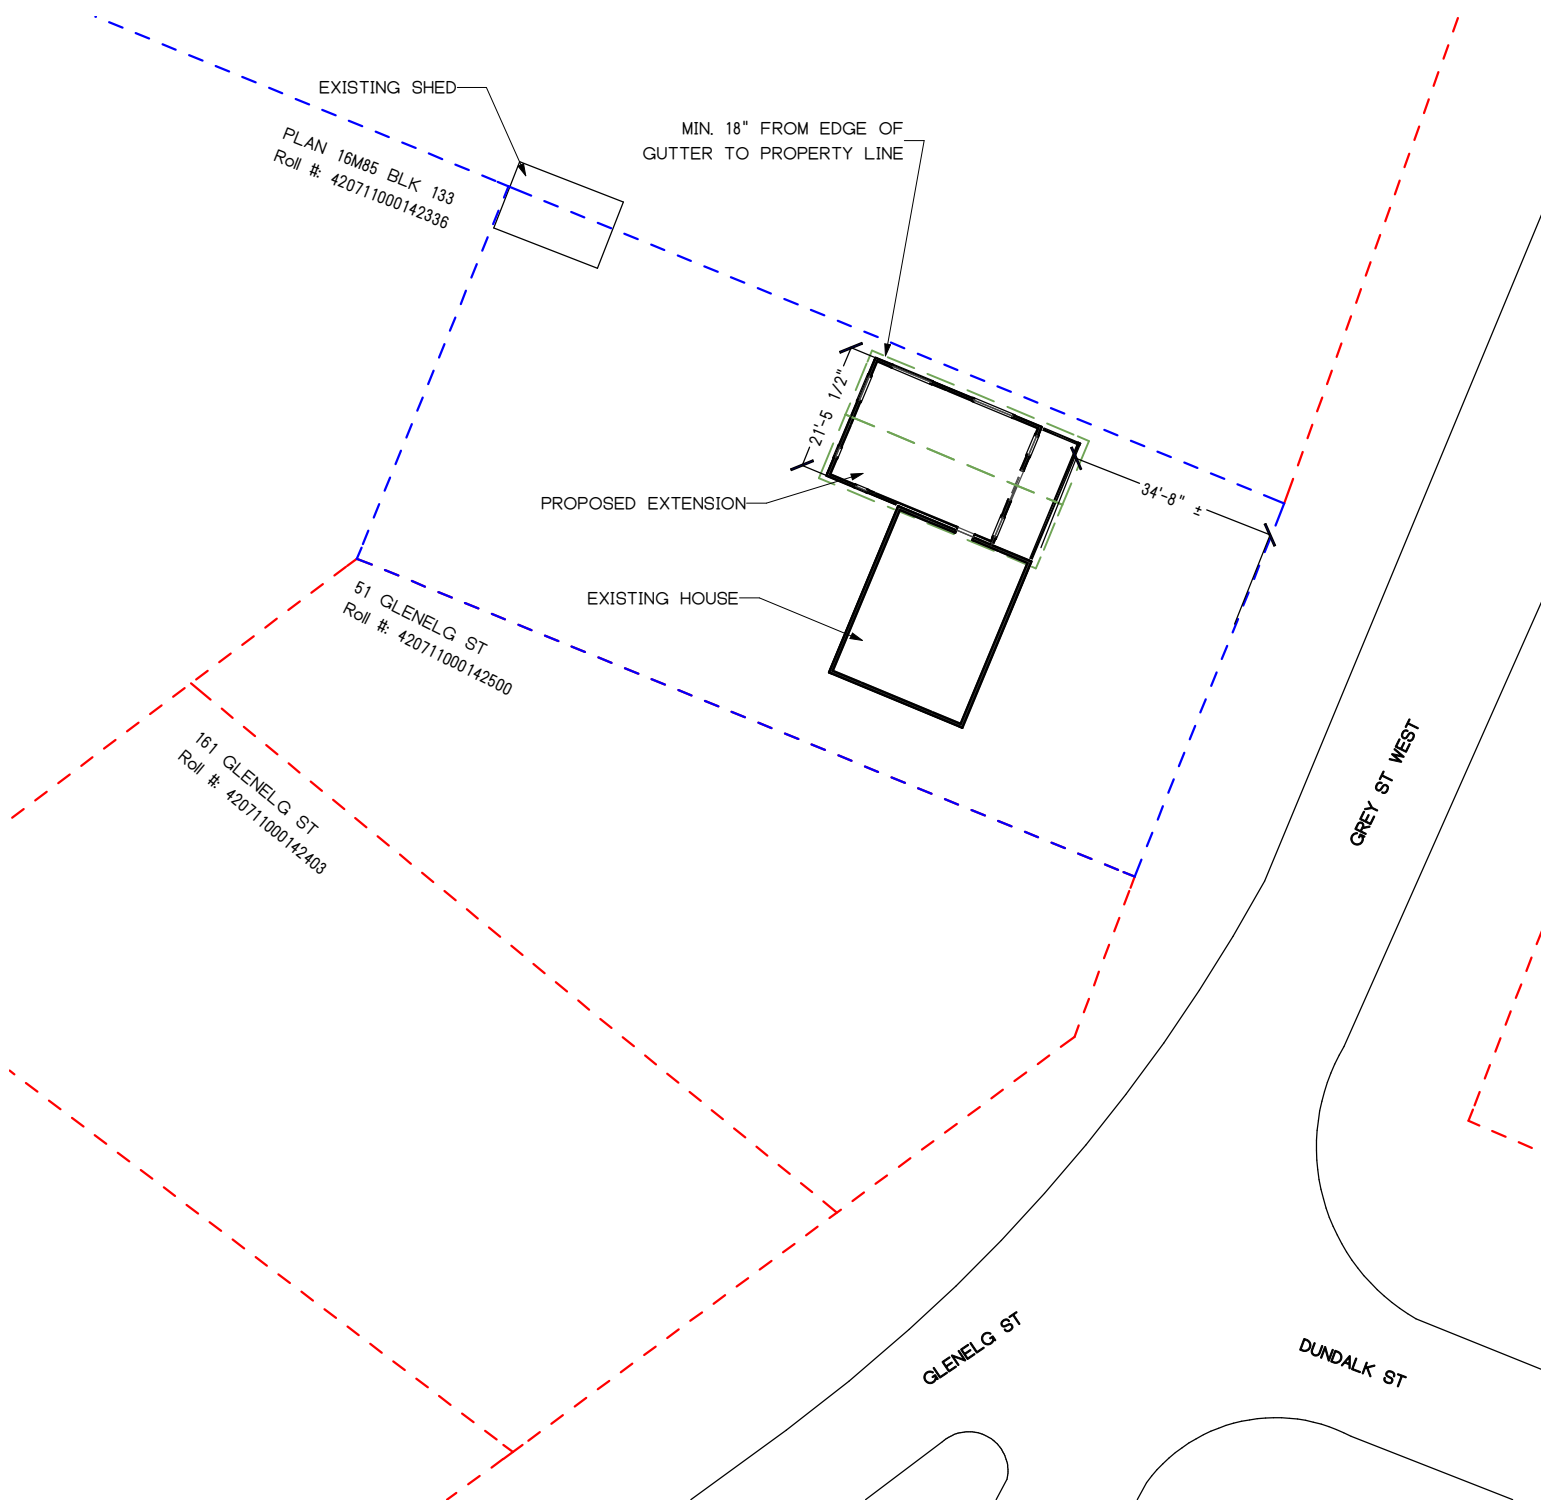 EXISTING SHED
MIN. 18" FROM EDGE OF
GUTTER TO PROPERTY LINE
PLAN 16M85 BLK 133
Roll #: 420711000142336
21'-5 1/2"
34'-8" ±
PROPOSED EXTENSION
EXISTING HOUSE
51 GLENELG ST
Roll #: 420711000142500
161 GLENELG ST
Roll #: 420711000142403
GREY ST WEST
GLENELG ST
DUNDALK ST